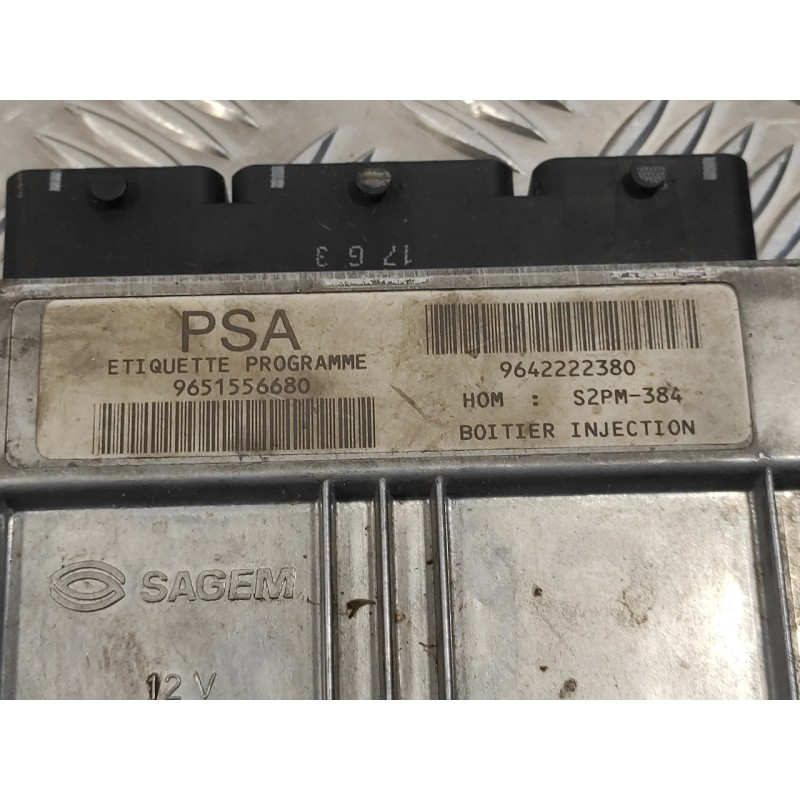 17 6 3
PSA
ETIQUETTE PROGRAMME
9651556680
9642222380
HOM : S2PM-384
BOITIER INJECTION
SAGEM
12 V